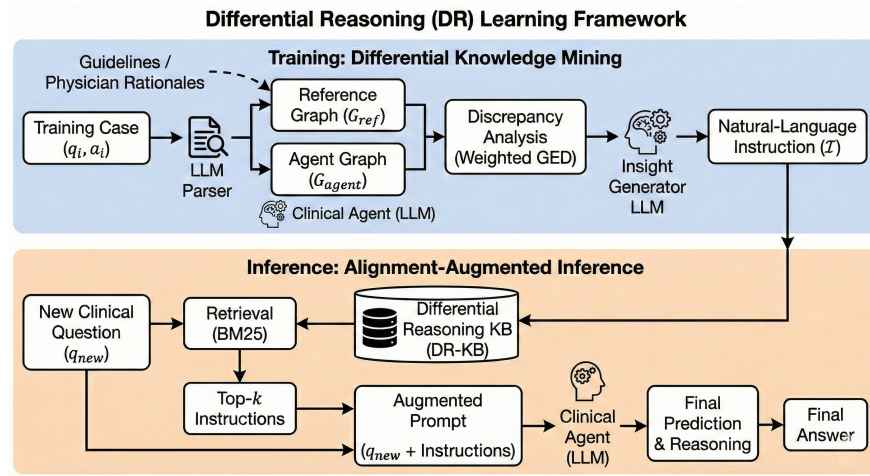 Differential Reasoning (DR) Learning Framework
Training: Differential Knowledge Mining
Guidelines /
Physician Rationales
Training Case
(qᵢ, aᵢ)
LLM
Parser
Reference
Graph (G_ref)
Agent Graph
(G_agent)
Clinical Agent (LLM)
Discrepancy
Analysis
(Weighted GED)
Insight
Generator
LLM
Natural-Language
Instruction (𝓘)
Inference: Alignment-Augmented Inference
New Clinical
Question
(q_new)
Retrieval
(BM25)
Differential
Reasoning KB
(DR-KB)
Top-k
Instructions
Augmented
Prompt
(q_new + Instructions)
Clinical
Agent
(LLM)
Final
Prediction
& Reasoning
Final
Answer